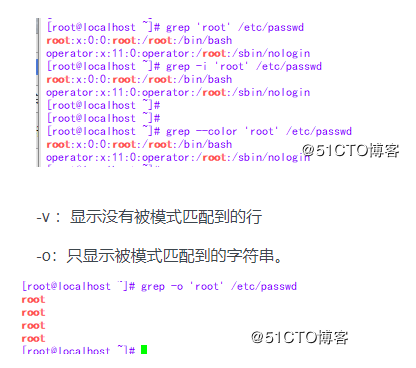 [root@localhost ~]# grep 'root' /etc/passwd
root:x:0:0:root:/root:/bin/bash
operator:x:11:0:operator:/root:/sbin/nologin
[root@localhost ~]# grep -i 'root' /etc/passwd
root:x:0:0:root:/root:/bin/bash
operator:x:11:0:operator:/root:/sbin/nologin
[root@localhost ~]#
[root@localhost ~]#
[root@localhost ~]# grep --color 'root' /etc/passwd
root:x:0:0:root:/root:/bin/bash
operator:x:11:0:operator:/root:/sbin/nologin
@51CTO博客
-v ：显示没有被模式匹配到的行
-o：只显示被模式匹配到的字符串。
[root@localhost ~]# grep -o 'root' /etc/passwd
root
root
root
root
@51CTO博客
[root@localhost ~]#